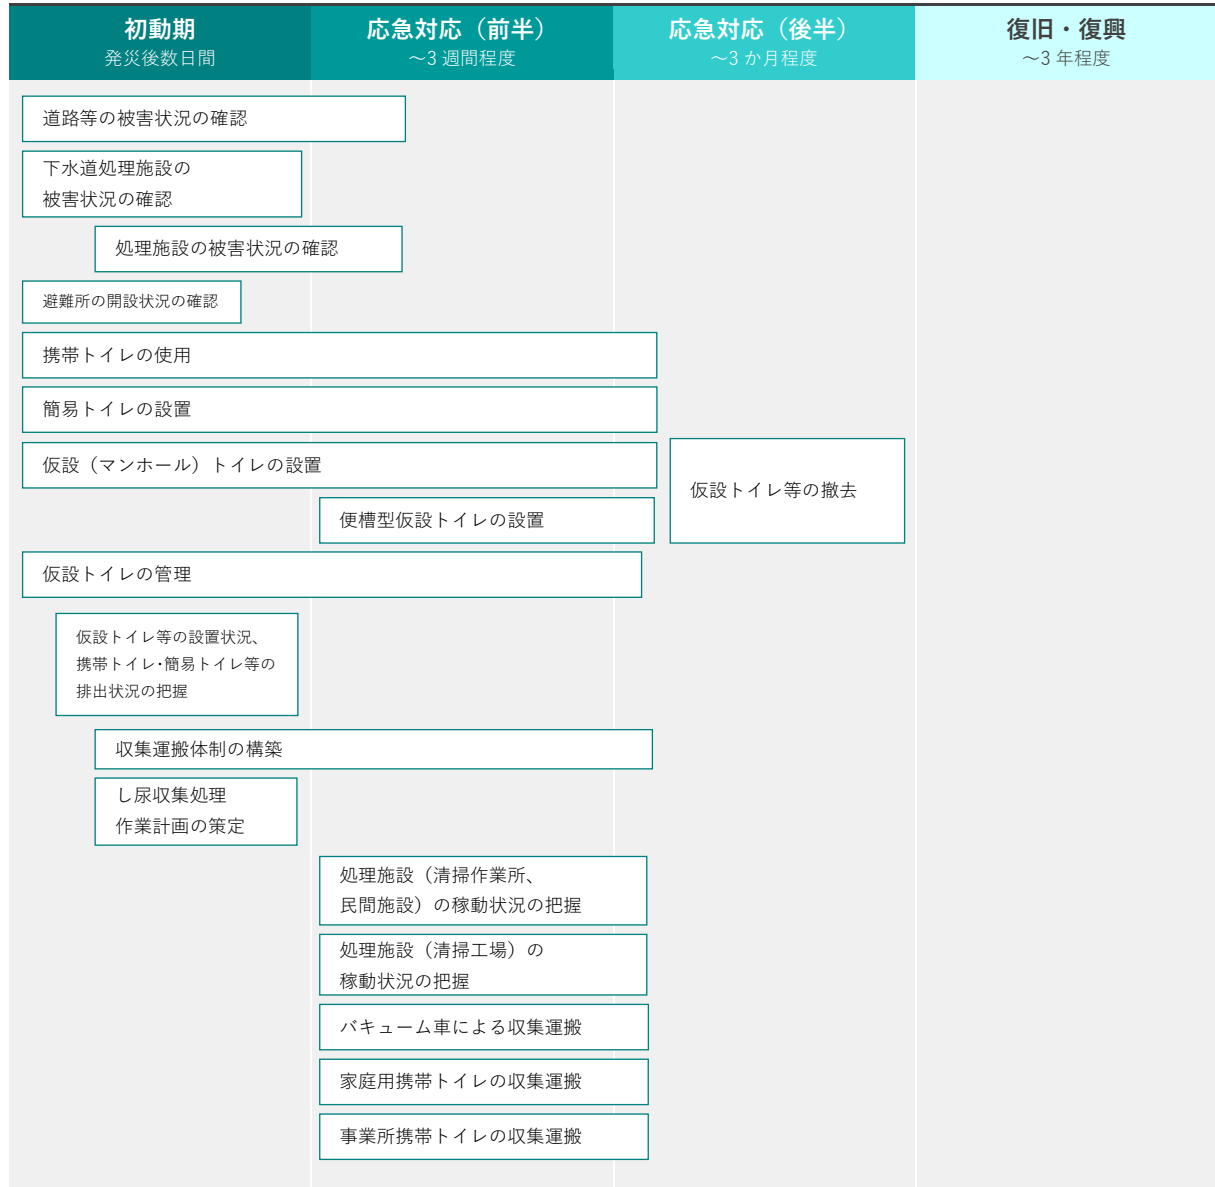 初動期
発災後数日間
応急対応（前半）
～3 週間程度
応急対応（後半）
～3 か月程度
復旧・復興
～3 年程度
道路等の被害状況の確認
下水道処理施設の
被害状況の確認
処理施設の被害状況の確認
避難所の開設状況の確認
携帯トイレの使用
簡易トイレの設置
仮設（マンホール）トイレの設置
仮設トイレ等の撤去
便槽型仮設トイレの設置
仮設トイレの管理
仮設トイレ等の設置状況、
携帯トイレ･簡易トイレ等の
排出状況の把握
収集運搬体制の構築
し尿収集処理
作業計画の策定
処理施設（清掃作業所、
民間施設）の稼動状況の把握
処理施設（清掃工場）の
稼動状況の把握
バキューム車による収集運搬
家庭用携帯トイレの収集運搬
事業所携帯トイレの収集運搬